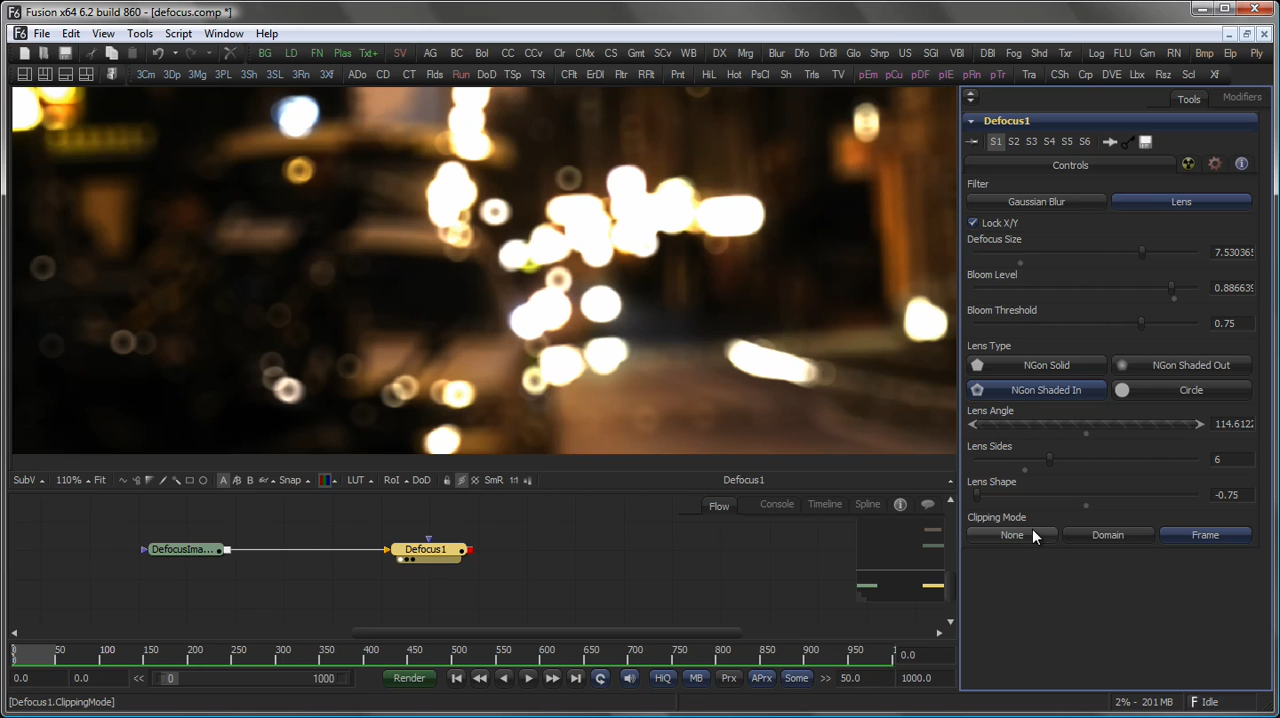 Fusion x64 6.2 build 860 - [defocus.comp *]
File Edit View Tools Script Window Help
BG LD FN Plas Txt+ SV AG BC Bol CC CCv Clr CMx CS Gmt SCv WB DX Mrg Blur Dfo DrBl Glo Shrp US SGl VBl DBl Fog Shd Txr Log FLU Gm RN Bmp Elp Ply
3Cm 3Dp 3Mg 3PL 3Sh 3SL 3Rn 3Xf ADo CD CT Flds Run DoD TSp TSt CFlt ErDl Fltr RFlt Pnt HiL Hot PsCl Sh Trls TV pEm pCu pDF pIE pRn pTr Tra CSh Crp DVE Lbx Rsz Scl Xf
Tools Modifiers
Defocus1
S1 S2 S3 S4 S5 S6
Controls
Filter
Gaussian Blur Lens
Lock X/Y
Defocus Size
7.530365
Bloom Level
0.886639
Bloom Threshold
0.75
Lens Type
NGon Solid NGon Shaded Out
NGon Shaded In Circle
Lens Angle
114.6122
Lens Sides
6
Lens Shape
-0.75
Clipping Mode
None Domain Frame
SubV 110% Fit A B Snap LUT RoI DoD SmR 1:1 Defocus1
Flow Console Timeline Spline
DefocusIma... Defocus1
0 50 100 150 200 250 300 350 400 450 500 550 600 650 700 750 800 850 900 950 1 0.0
0.0 0.0 << 0 1000 Render HiQ MB Prx APrx Some >> 50.0 1000.0
[Defocus1.ClippingMode] 2% - 201 MB Idle